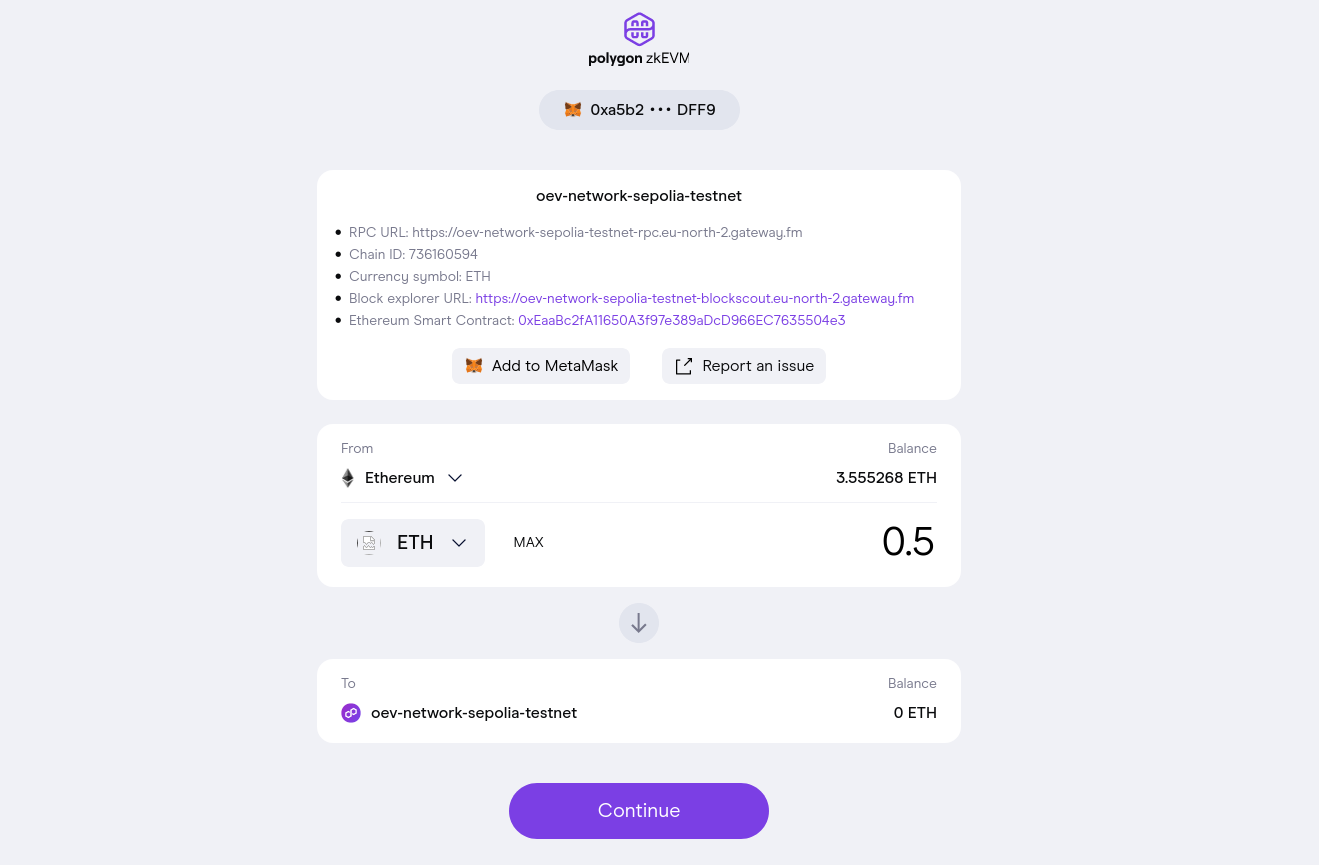 polygon zkEVM
0xa5b2 ••• DFF9
oev-network-sepolia-testnet
• RPC URL: https://oev-network-sepolia-testnet-rpc.eu-north-2.gateway.fm
• Chain ID: 736160594
• Currency symbol: ETH
• Block explorer URL: https://oev-network-sepolia-testnet-blockscout.eu-north-2.gateway.fm
• Ethereum Smart Contract: 0xEaaBc2fA11650A3f97e389aDcD966EC7635504e3
Add to MetaMask Report an issue
From Balance
Ethereum 3.555268 ETH
ETH MAX 0.5
To Balance
oev-network-sepolia-testnet 0 ETH
Continue